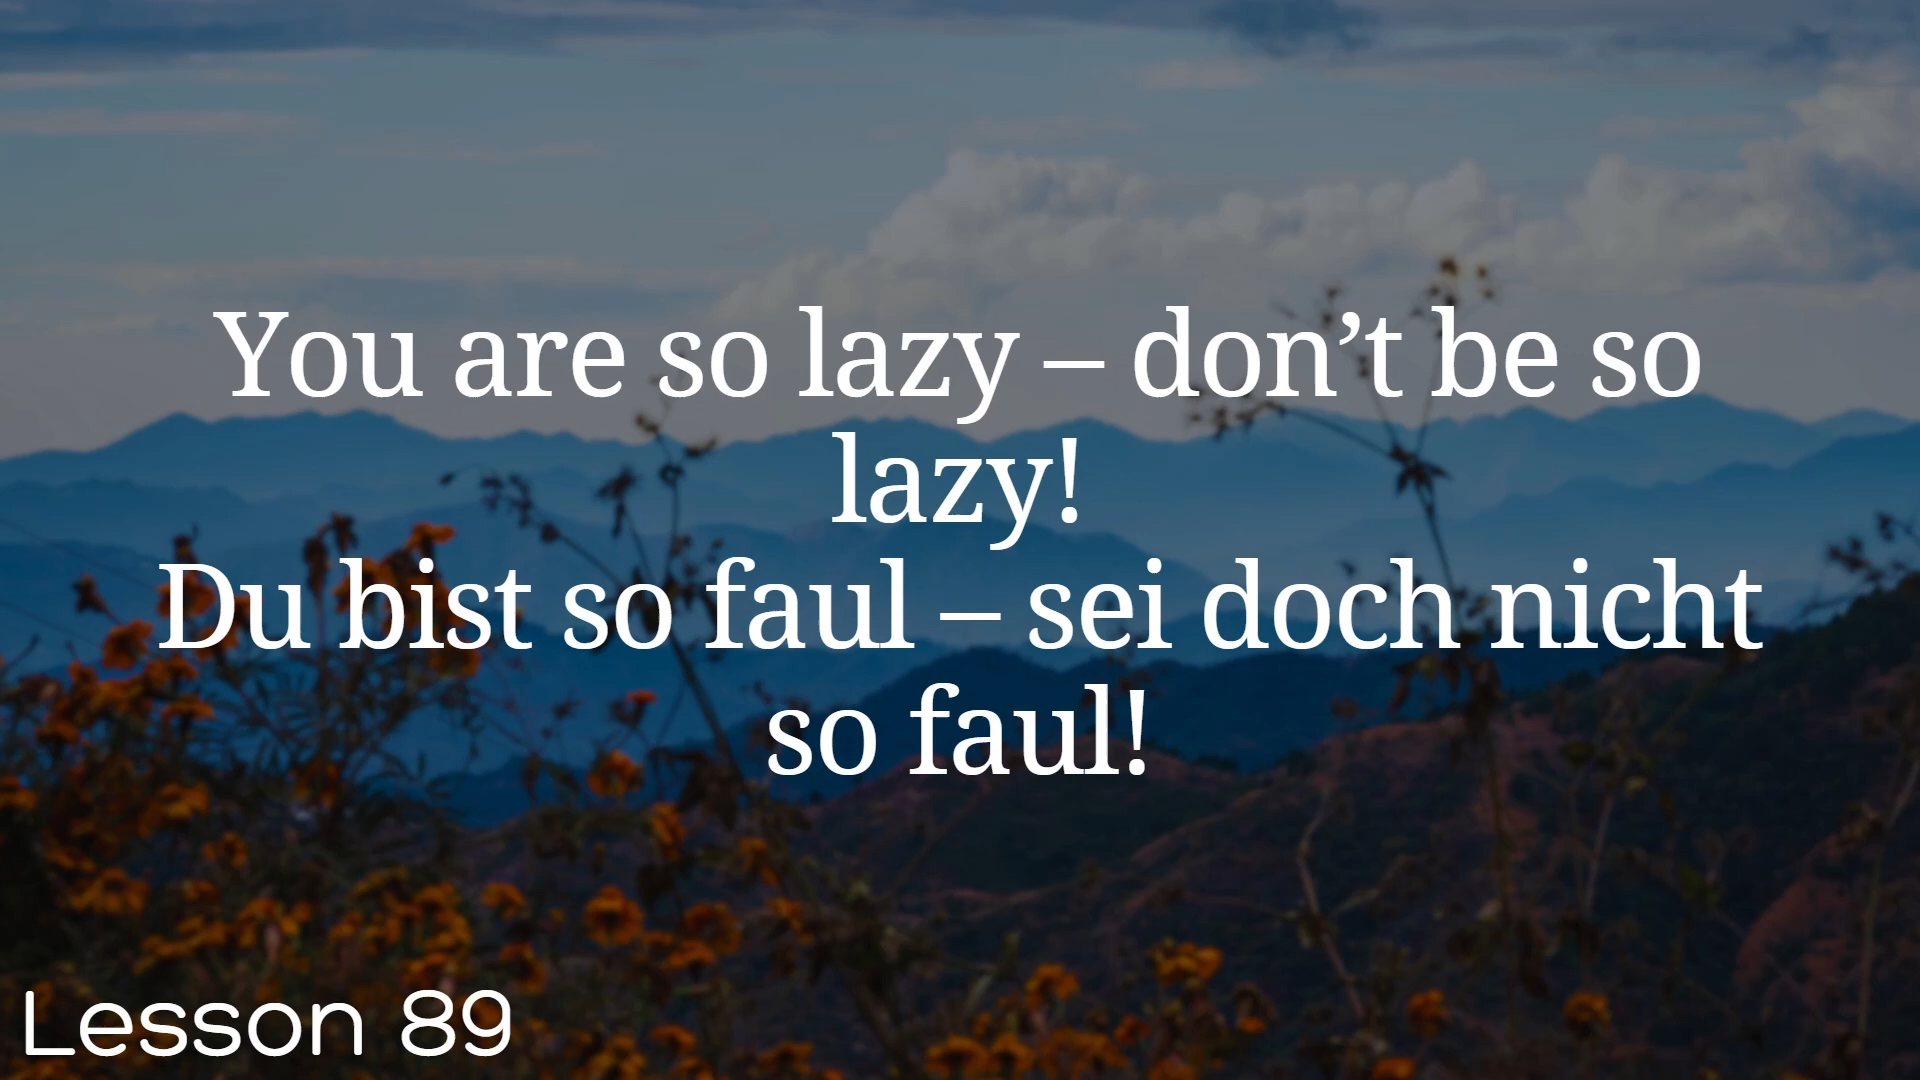 You are so lazy – don’t be so
lazy!
Du bist so faul – sei doch nicht
so faul!
Lesson 89